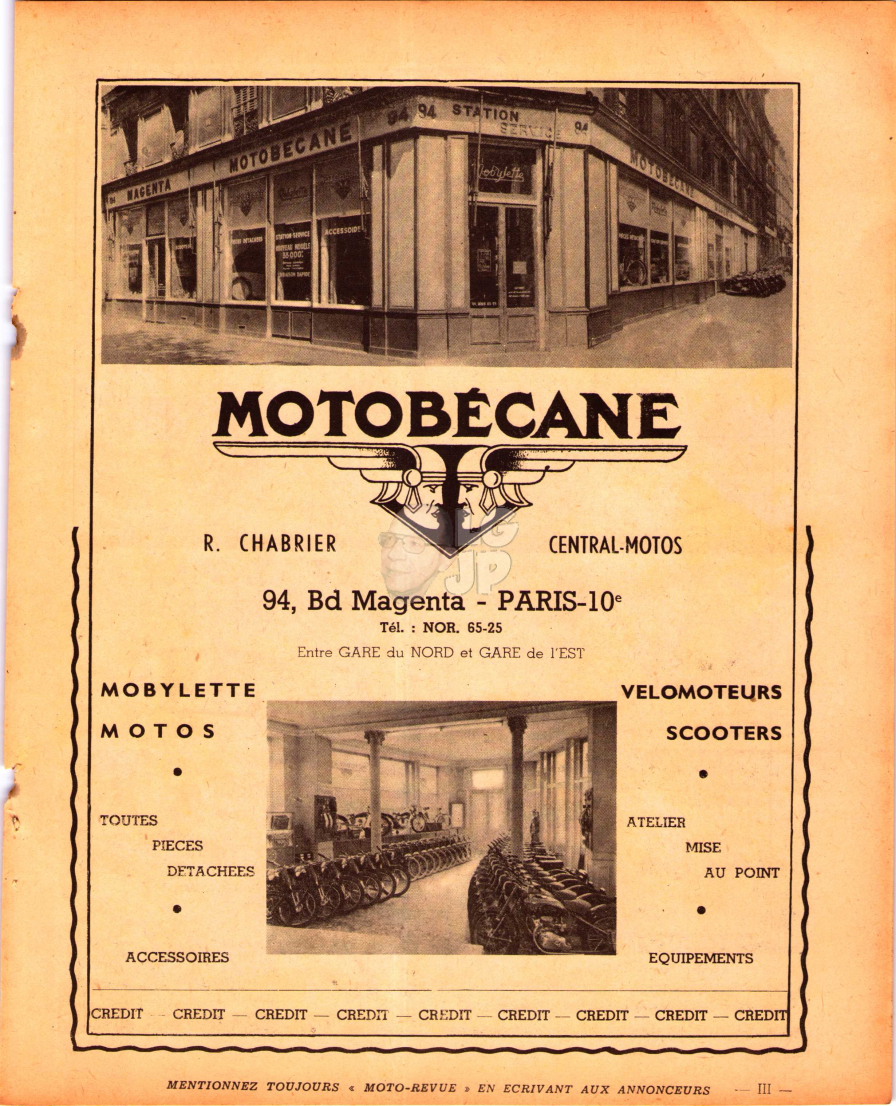 94 94 STATION
SERVICE 94
MAGENTA
MOTOBECANE
MOTOBECANE
Mobylette
STATION-SERVICE
ACCESSOIRES
MOTOBÉCANE
R. CHABRIER
CENTRAL-MOTOS
JP
94, Bd Magenta - PARIS-10e
Tél. : NOR. 65-25
Entre GARE du NORD et GARE de l'EST
MOBYLETTE
MOTOS
TOUTES
PIECES
DETACHEES
ACCESSOIRES
VELOMOTEURS
SCOOTERS
ATELIER
MISE
AU POINT
EQUIPEMENTS
CREDIT — CREDIT — CREDIT — CREDIT — CREDIT — CREDIT — CREDIT — CREDIT — CREDIT
MENTIONNEZ TOUJOURS « MOTO-REVUE » EN ECRIVANT AUX ANNONCEURS — III —